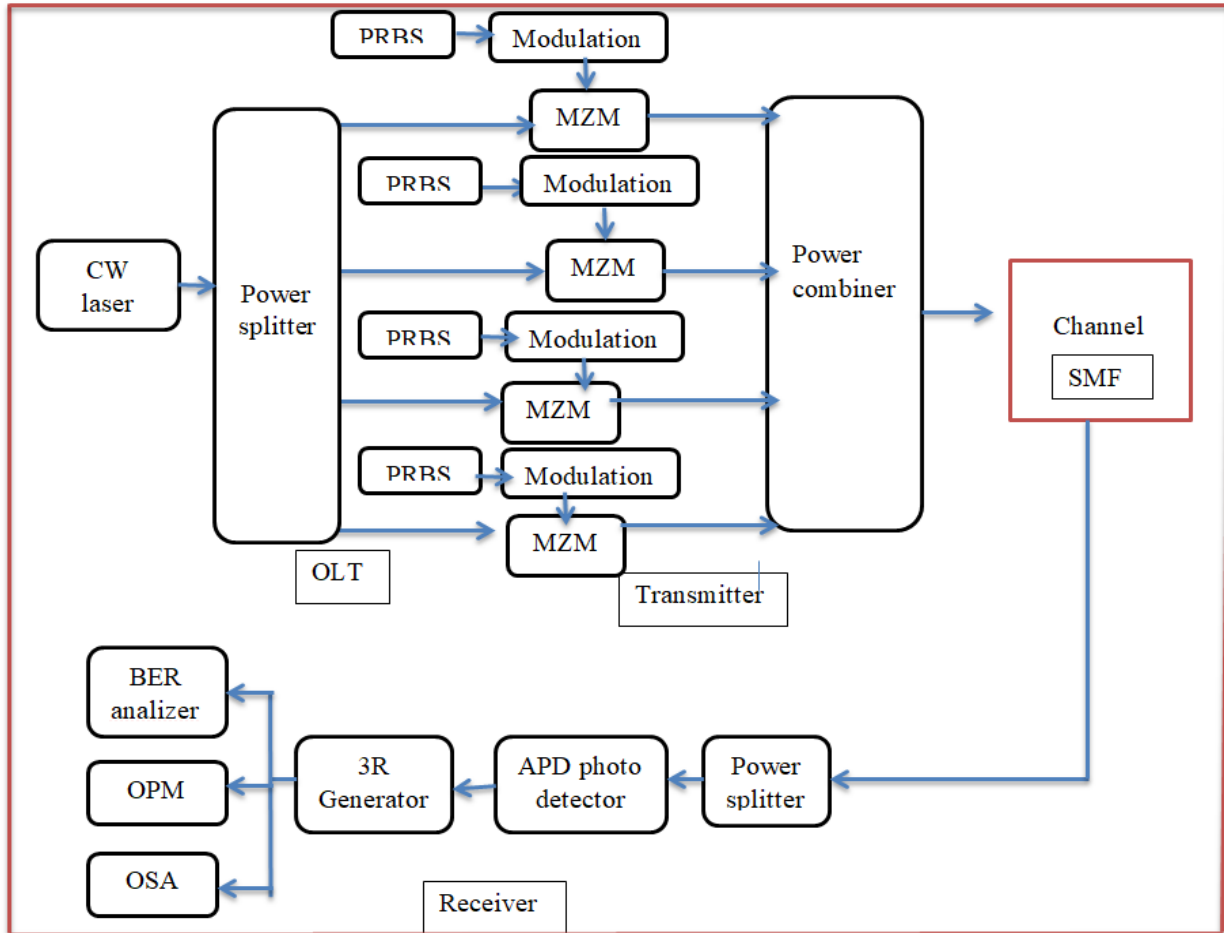 PRBS
Modulation
MZM
PRBS
Modulation
CW
laser
Power
splitter
MZM
Power
combiner
PRBS
Modulation
Channel
SMF
MZM
PRBS
Modulation
MZM
OLT
Transmitter
BER
analizer
OPM
OSA
3R
Generator
APD photo
detector
Power
splitter
Receiver